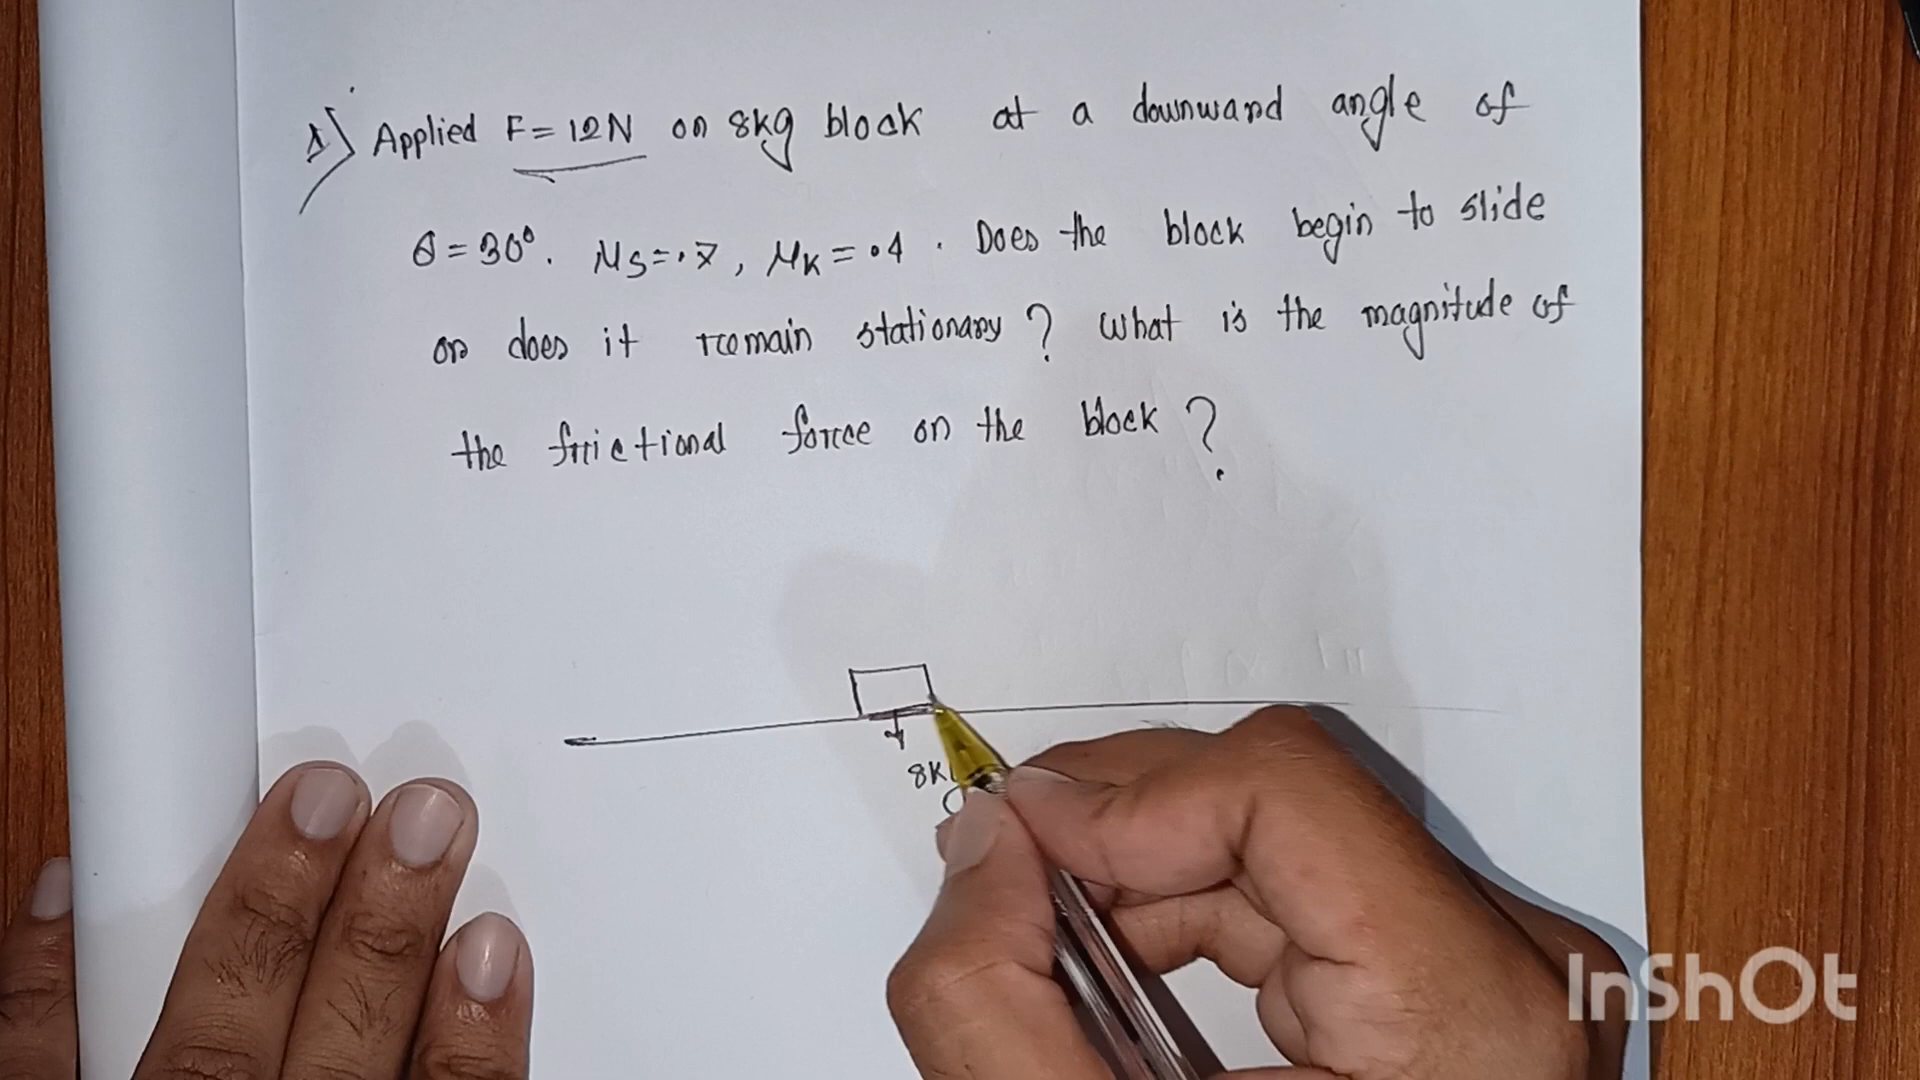 1) Applied F = 12N on 8kg block at a downward angle of
θ = 30°. μs = .7, μk = .4 . Does the block begin to slide
or does it remain stationary? What is the magnitude of
the frictional force on the block?
8K
InShOt